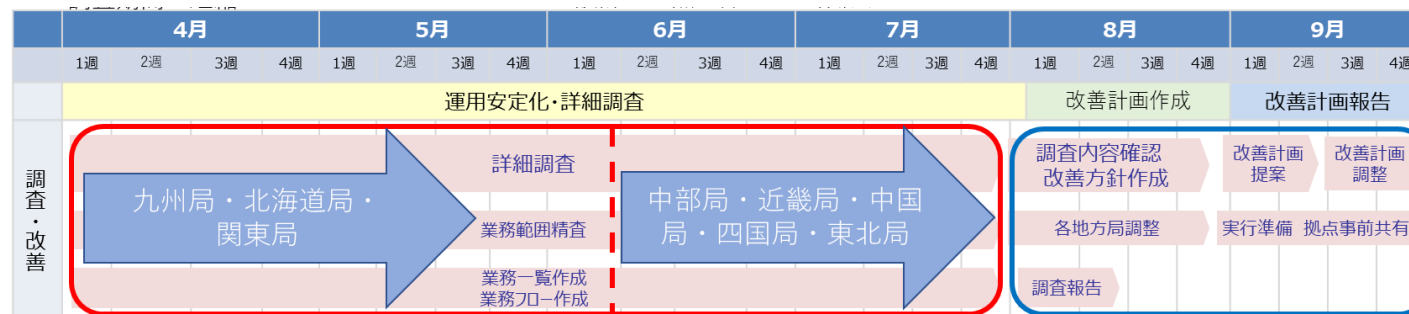 4月 5月 6月 7月 8月 9月
1週 2週 3週 4週 1週 2週 3週 4週 1週 2週 3週 4週 1週 2週 3週 4週 1週 2週 3週 4週 1週 2週 3週 4週
運用安定化・詳細調査 改善計画作成 改善計画報告
調査・改善
九州局・北海道局・
関東局
詳細調査
業務範囲精査
業務一覧作成
業務フロー作成
中部局・近畿局・中国
局・四国局・東北局
調査内容確認
改善方針作成
改善計画
提案
改善計画
調整
各地方局調整
実行準備 拠点事前共有
調査報告